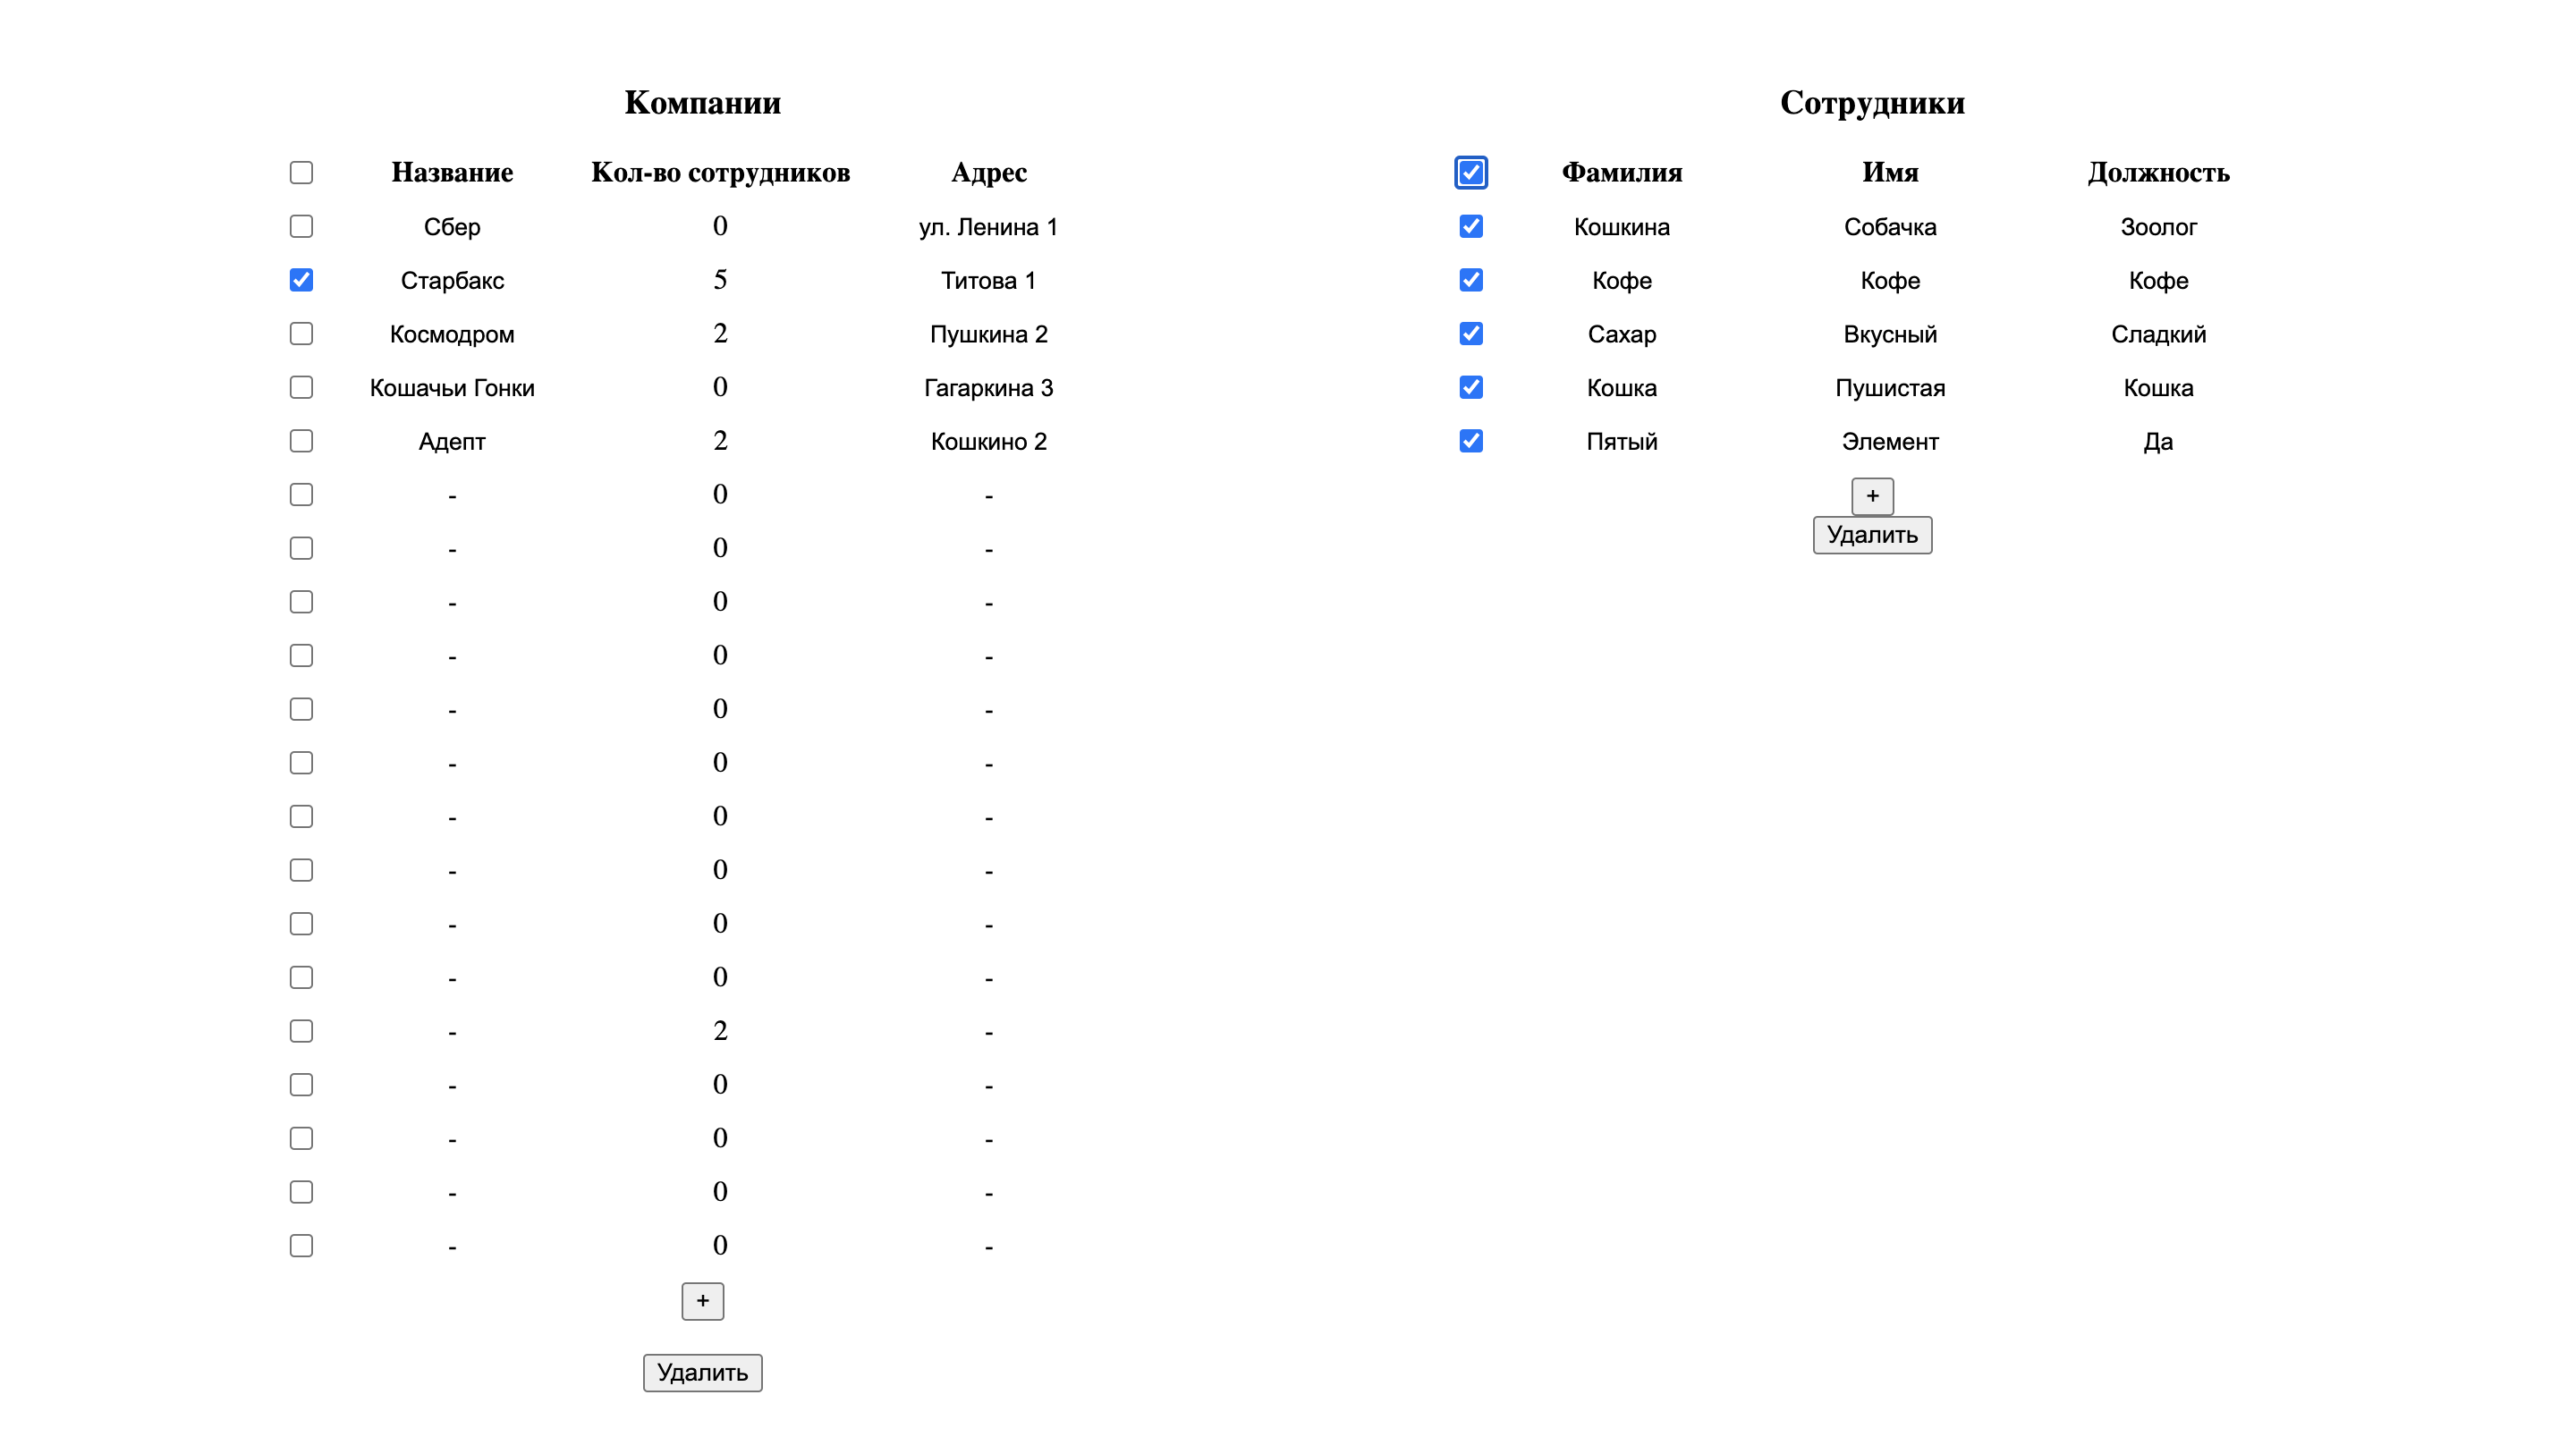 Компании
Название Кол-во сотрудников Адрес
Сбер 0 ул. Ленина 1
Старбакс 5 Титова 1
Космодром 2 Пушкина 2
Кошачьи Гонки 0 Гагаркина 3
Адепт 2 Кошкино 2
- 0 -
- 0 -
- 0 -
- 0 -
- 0 -
- 0 -
- 0 -
- 0 -
- 0 -
- 0 -
- 2 -
- 0 -
- 0 -
- 0 -
- 0 -
+
Удалить
Сотрудники
Фамилия Имя Должность
Кошкина Собачка Зоолог
Кофе Кофе Кофе
Сахар Вкусный Сладкий
Кошка Пушистая Кошка
Пятый Элемент Да
+
Удалить